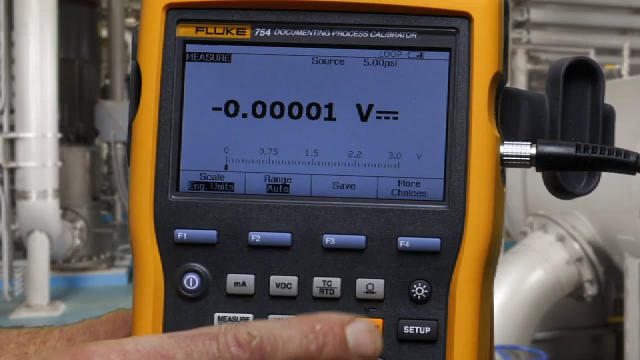 FLUKE 754 DOCUMENTING PROCESS CALIBRATOR
LOOP
MEASURE
Source 5.00psi
-0.00001 V
0 0.75 1.5 2.2 3.0 V
Scale Range Save More
Eng. Units Auto Choices
F1 F2 F3 F4
mA VDC TC RTD Ω
MEASURE SETUP